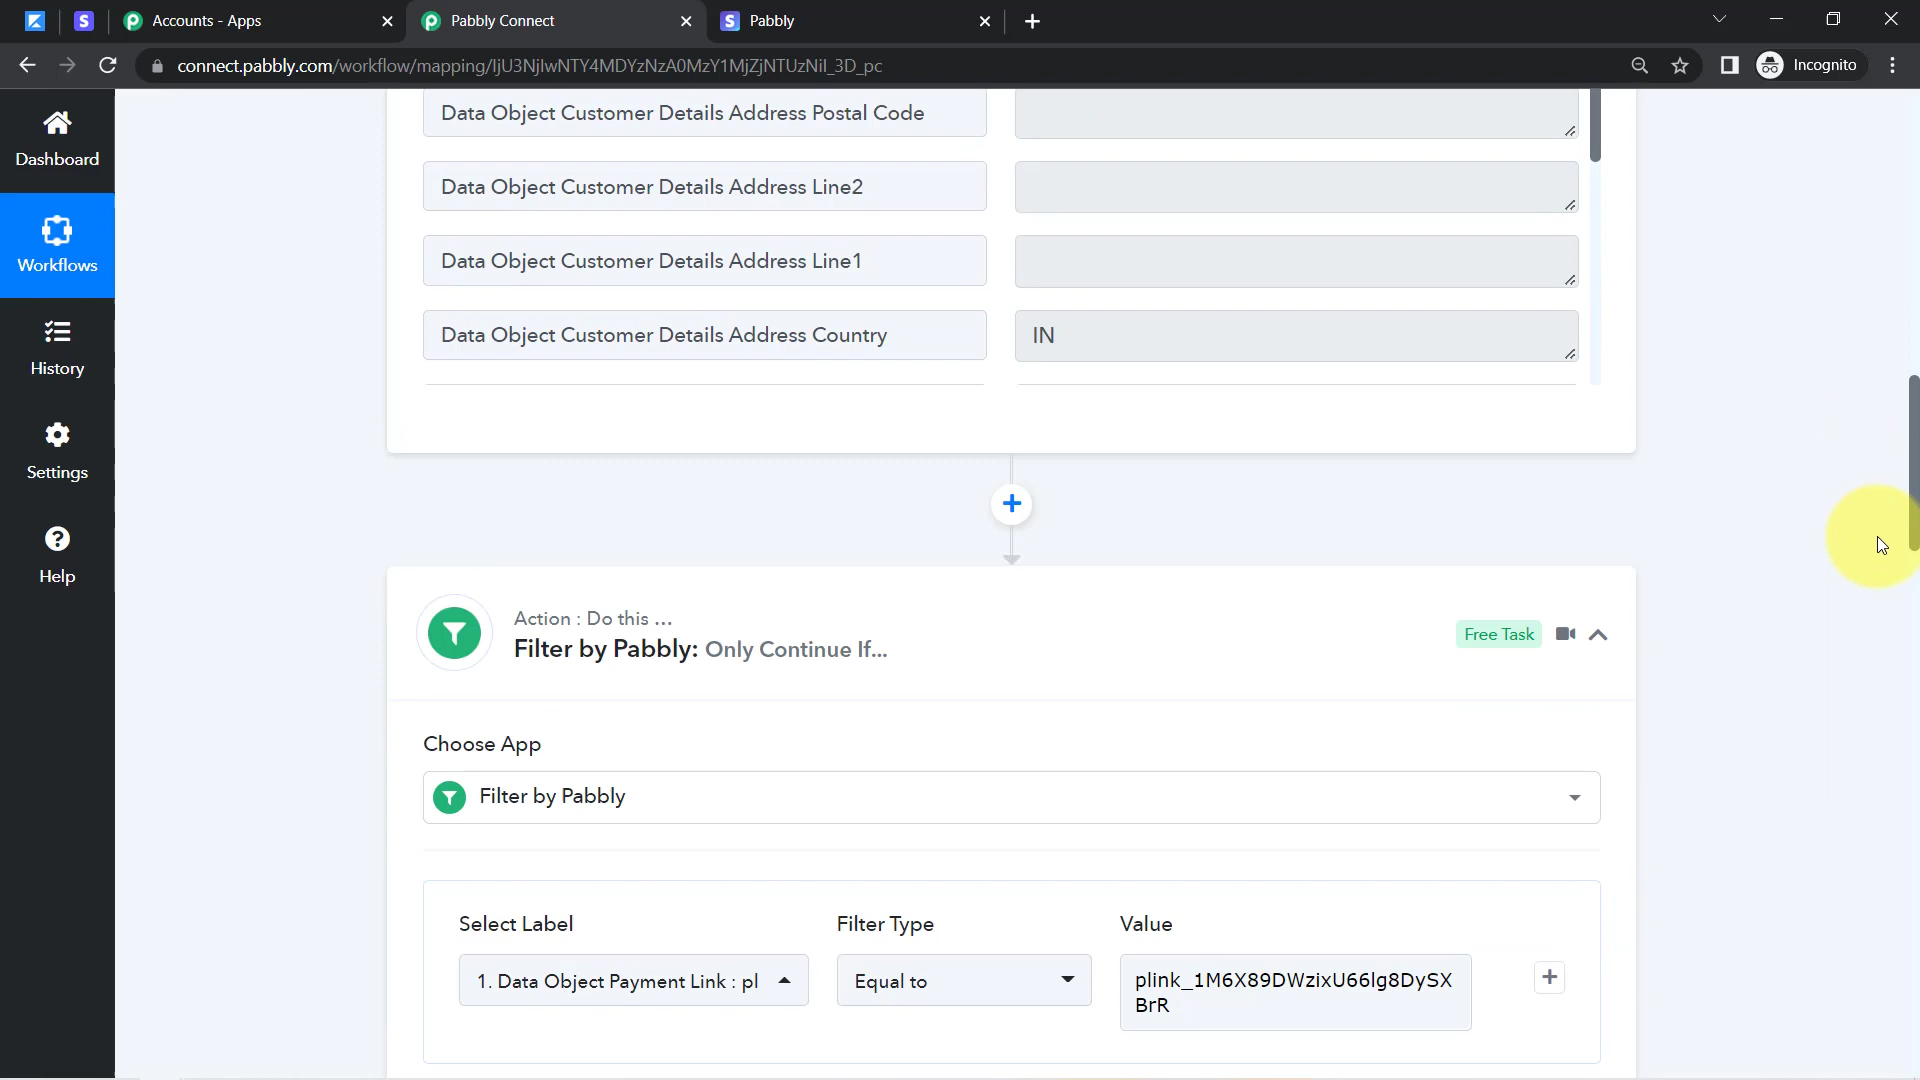 Accounts - Apps
Pabbly Connect
S Pabbly
connect.pabbly.com/workflow/mapping/IjU3NjIwNTY4MDYzNzA0MzY1MjZjNTUzNiI_3D_pc
Incognito
Dashboard
Workflows
History
Settings
Help
Data Object Customer Details Address Postal Code
Data Object Customer Details Address Line2
Data Object Customer Details Address Line1
Data Object Customer Details Address Country
IN
Action : Do this ...
Filter by Pabbly: Only Continue If...
Free Task
Choose App
Filter by Pabbly
Select Label
Filter Type
Value
1. Data Object Payment Link : pl
Equal to
plink_1M6X89DWzixU66lg8DySX
BrR